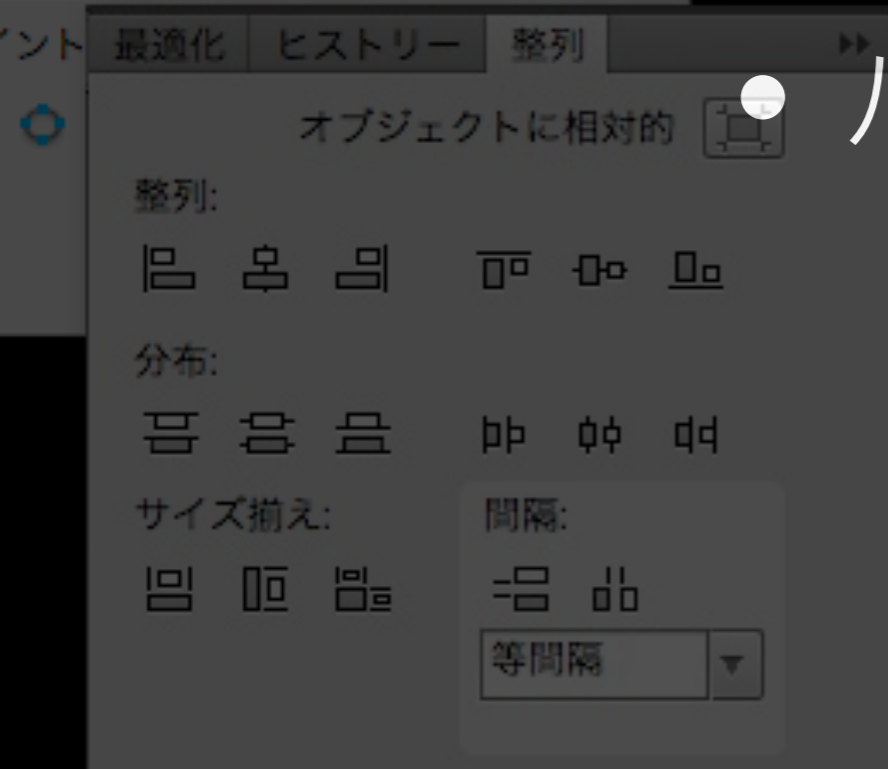 イント
最適化 ヒストリー 整列
オブジェクトに相対的
整列:
分布:
サイズ揃え: 間隔:
等間隔